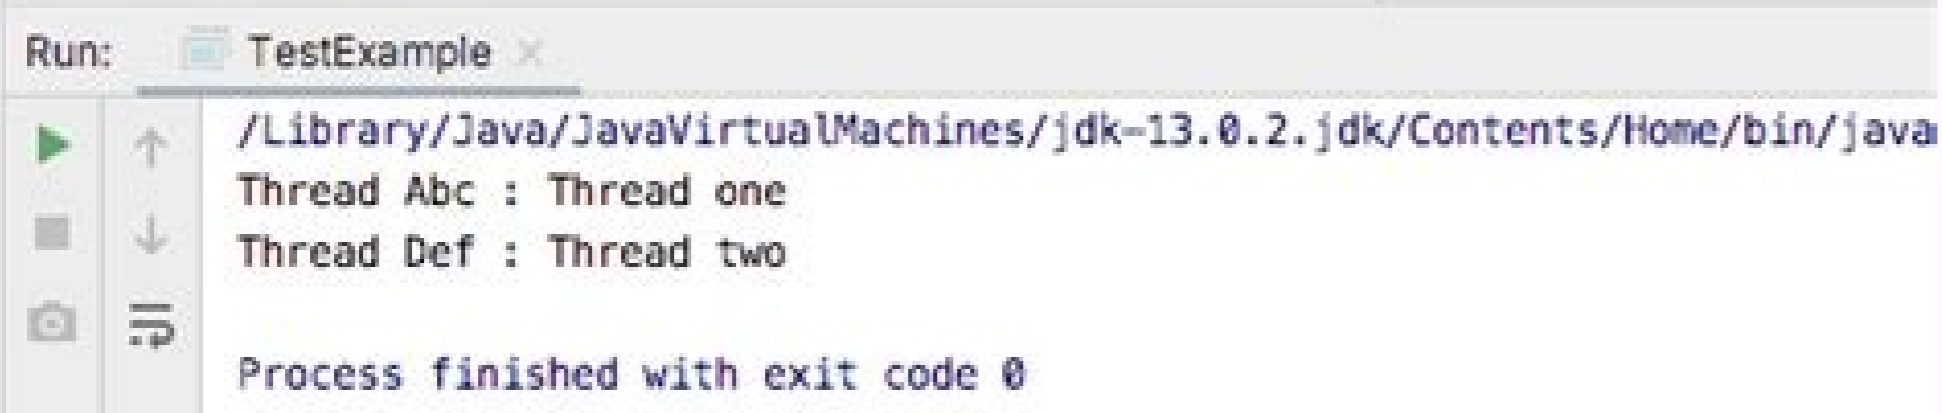 Run: TestExample
/Library/Java/JavaVirtualMachines/jdk-13.0.2.jdk/Contents/Home/bin/java
Thread Abc : Thread one
Thread Def : Thread two
Process finished with exit code 0